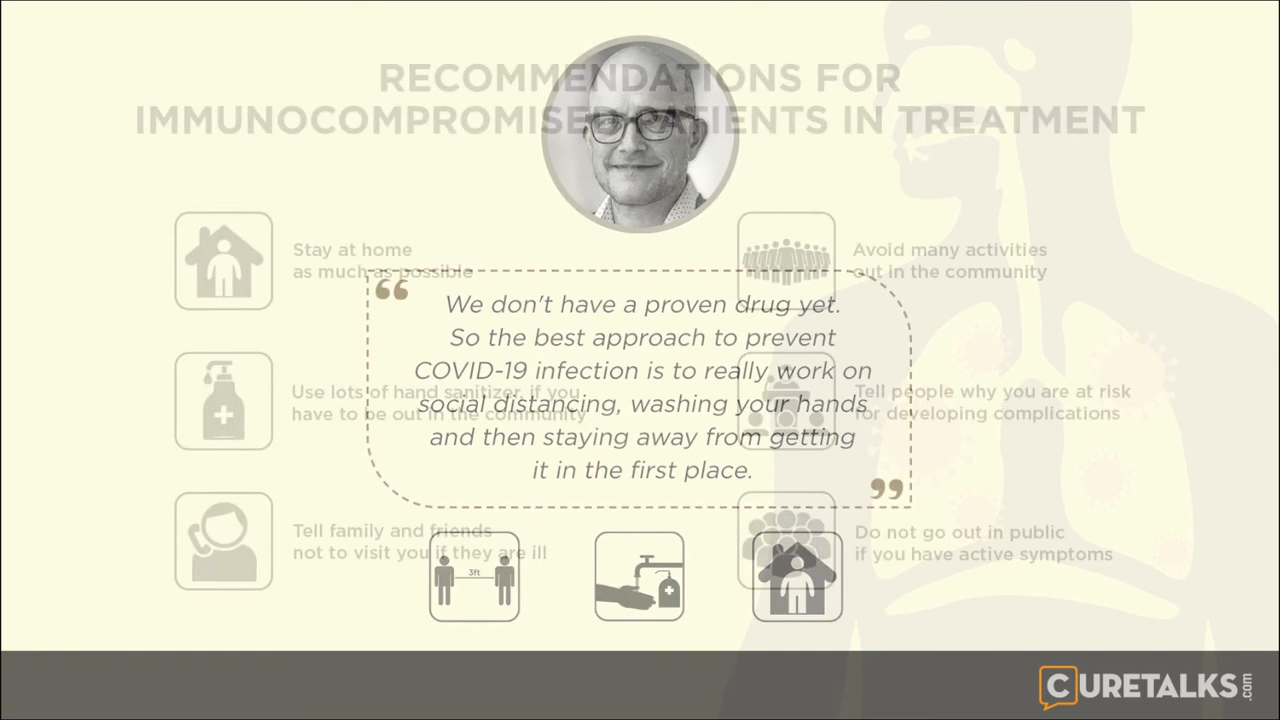 RECOMMENDATIONS FOR
IMMUNOCOMPROMISED PATIENTS IN TREATMENT
Stay at home
as much as possible
Avoid many activities
out in the community
“
We don't have a proven drug yet.
So the best approach to prevent
COVID-19 infection is to really work on
social distancing, washing your hands
and then staying away from getting
it in the first place.
”
Use lots of hand sanitizer, if you
have to be out in the community
Tell people why you are at risk
for developing complications
Tell family and friends
not to visit you if they are ill
Do not go out in public
if you have active symptoms
3ft
CURETALKS.com